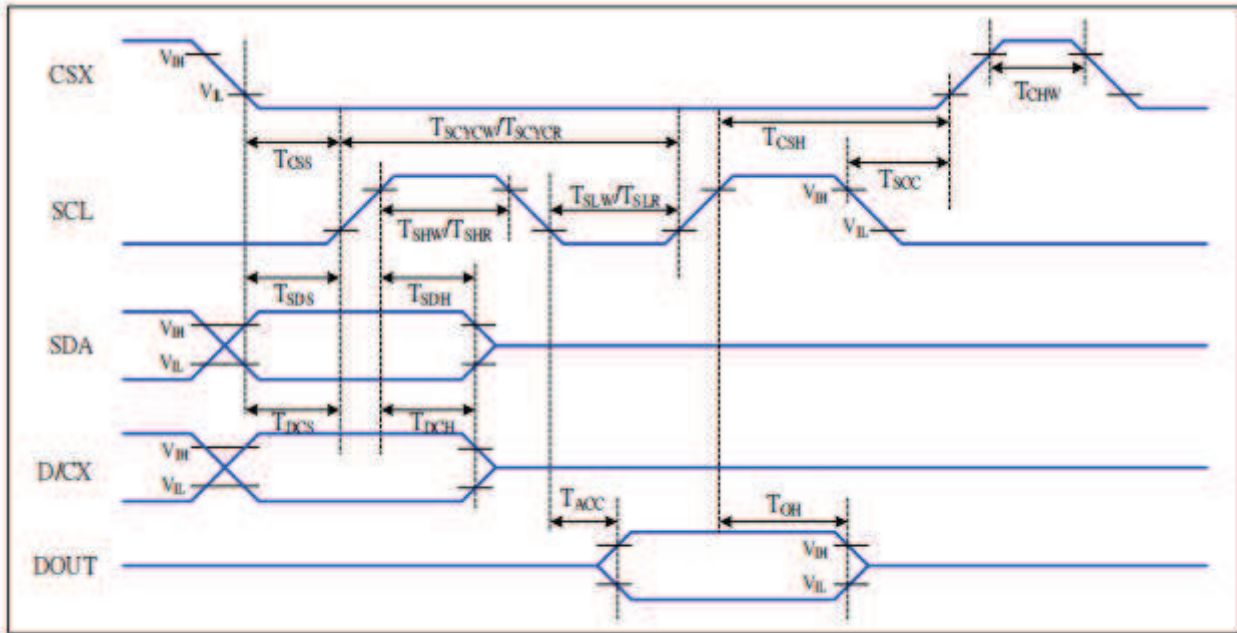 CSX
VIH
VIL
TCHW
TCSS
TSCYCW/TSCYCR
TCSH
TSCC
SCL
TSHW/TSHR
TSLW/TSLR
VIH
VIL
TSDS
TSDH
SDA
VIH
VIL
TDCS
TDCH
D/CX
VIH
VIL
TACC
TOH
DOUT
VIH
VIL